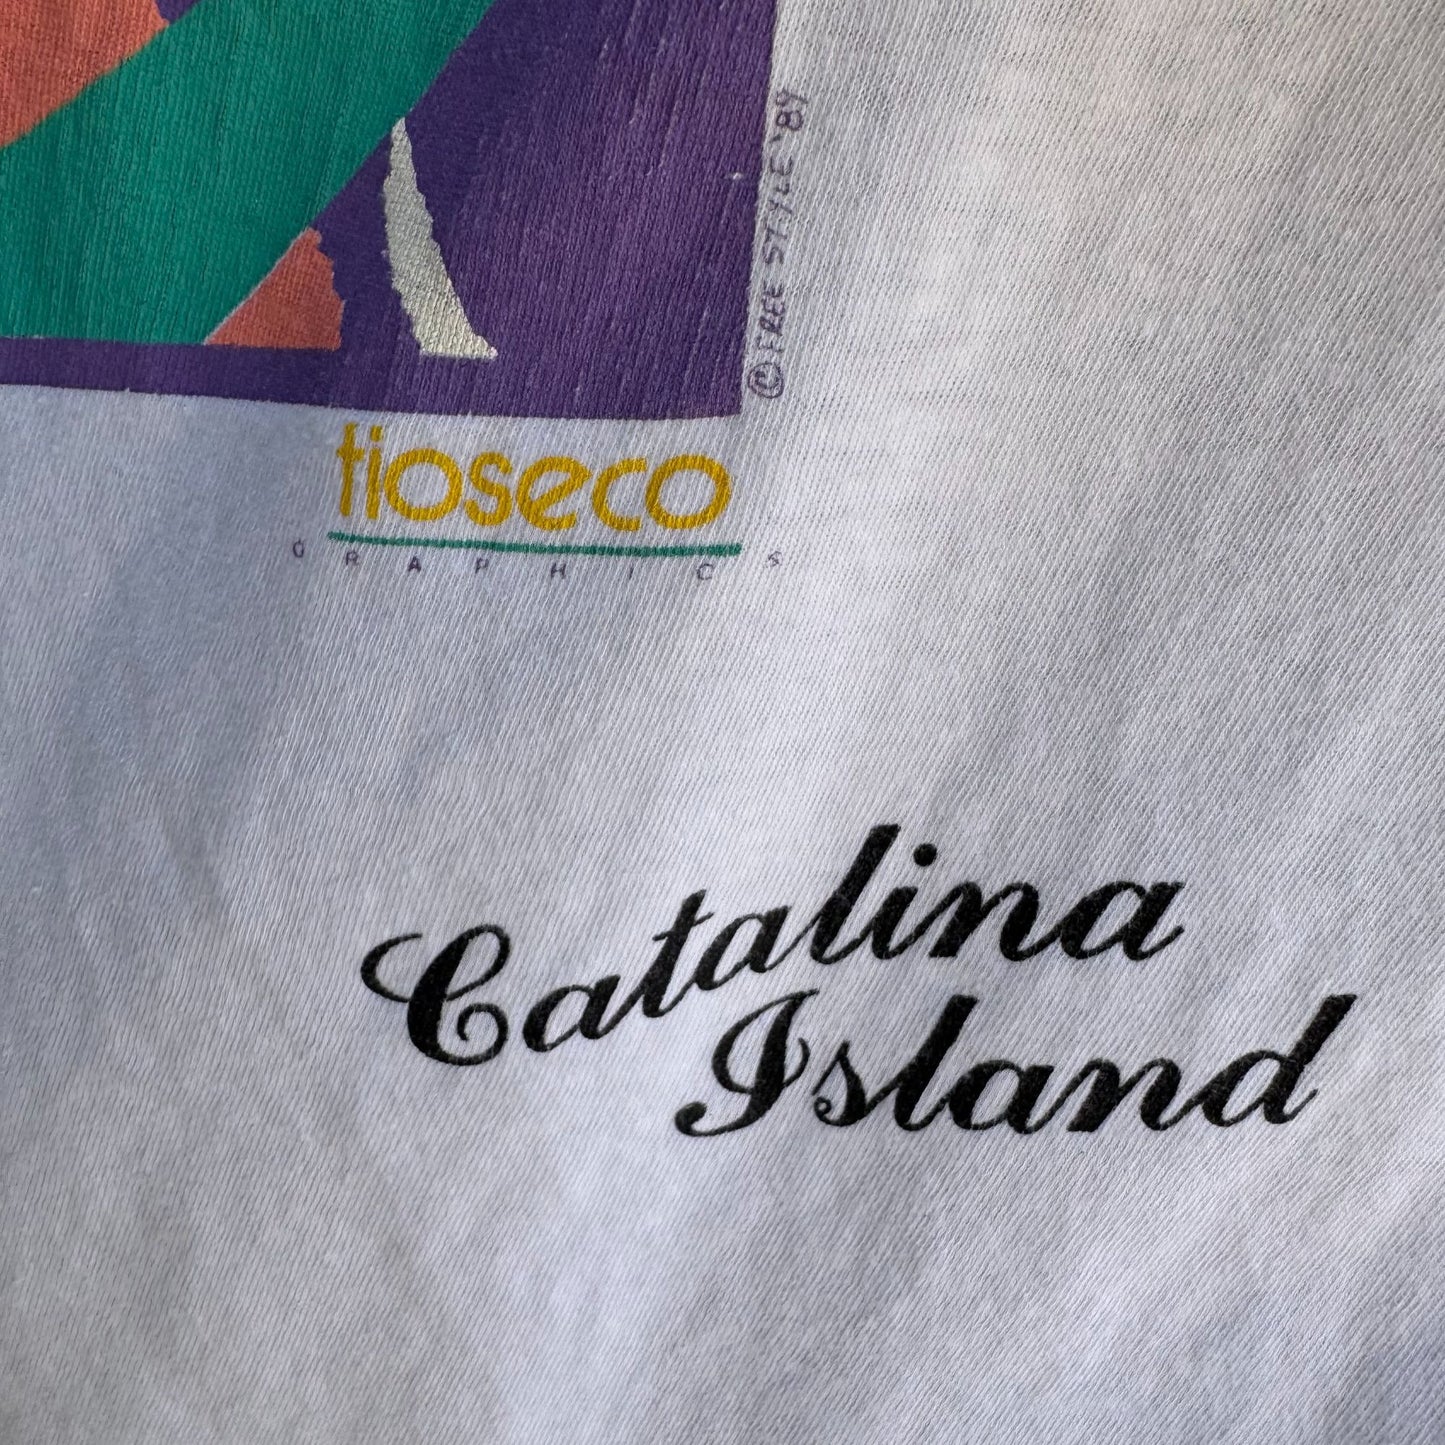 © FREE STYLE '89
tioseco
GRAPHICS
Catalina
Island